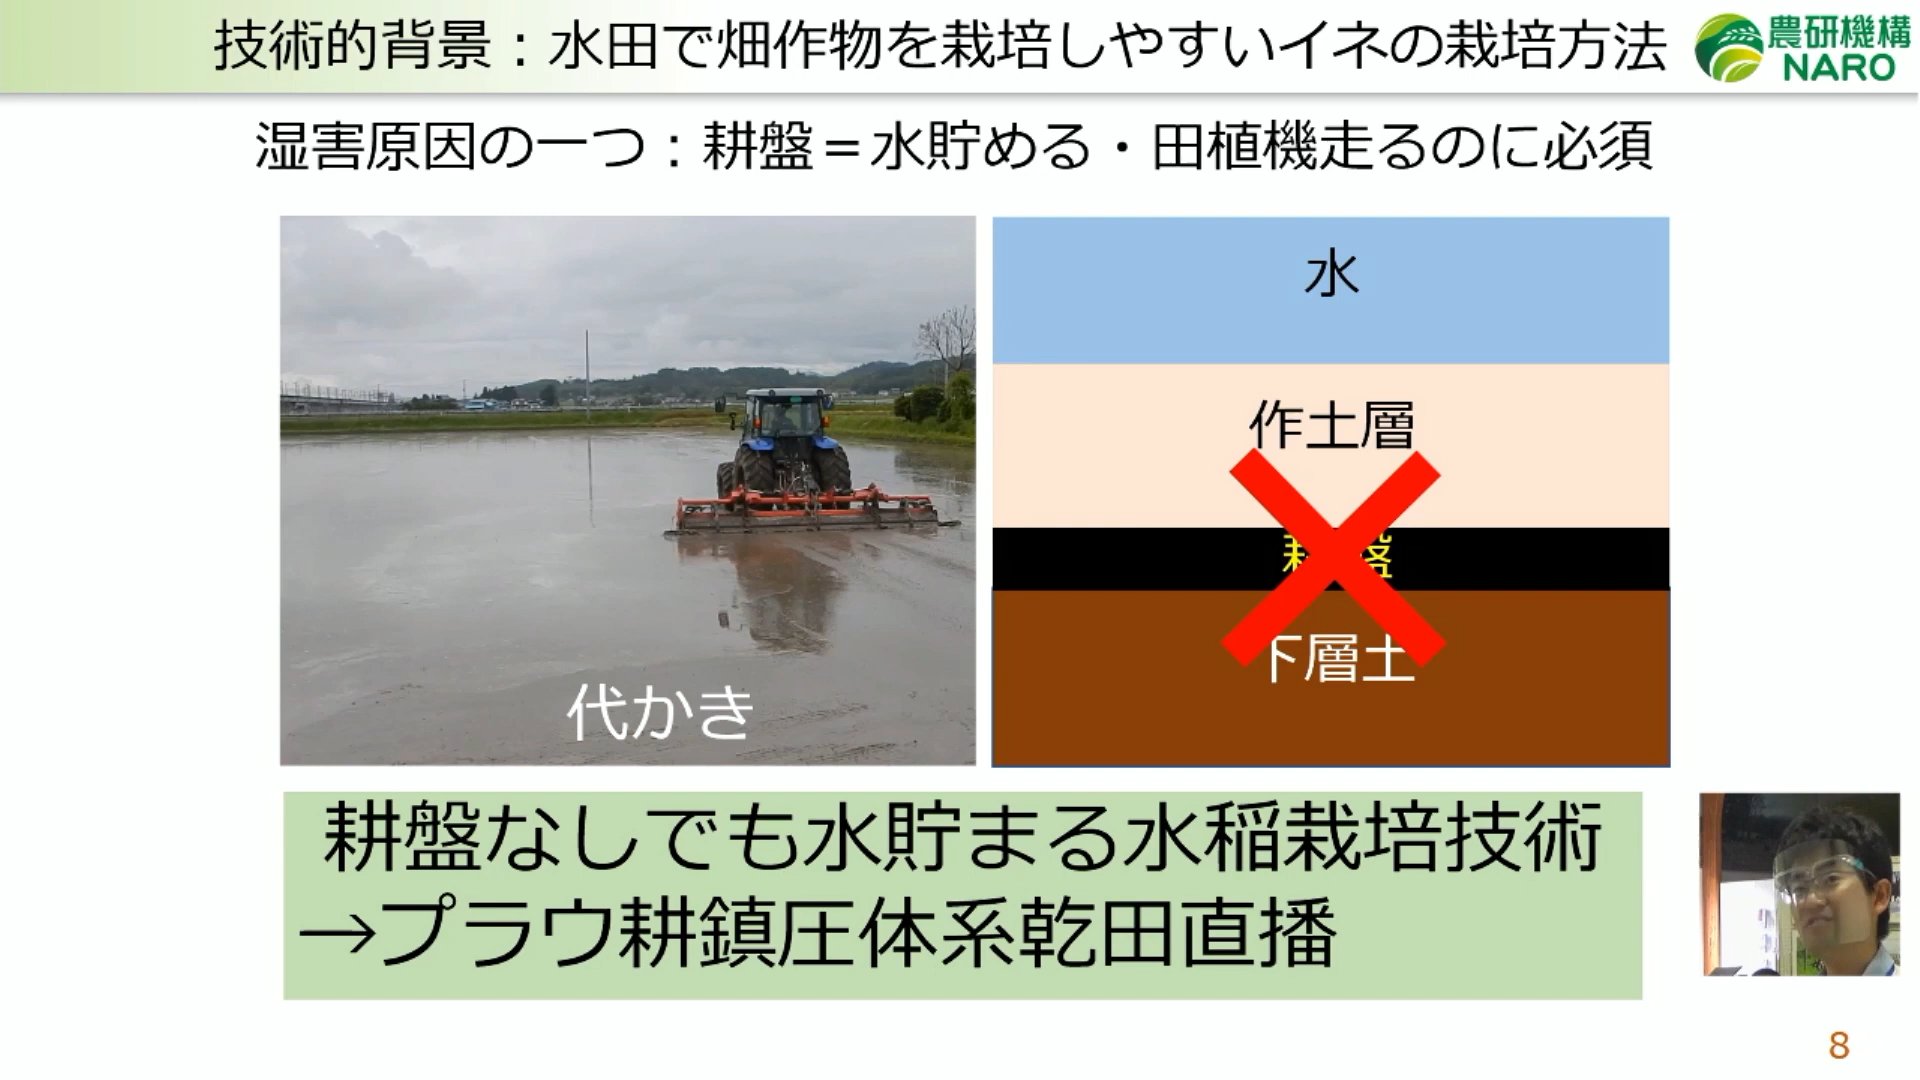 技術的背景：水田で畑作物を栽培しやすいイネの栽培方法
農研機構
NARO
湿害原因の一つ：耕盤＝水貯める・田植機走るのに必須
水
作土層
耕盤
下層土
代かき
耕盤なしでも水貯まる水稲栽培技術
→プラウ耕鎮圧体系乾田直播
8